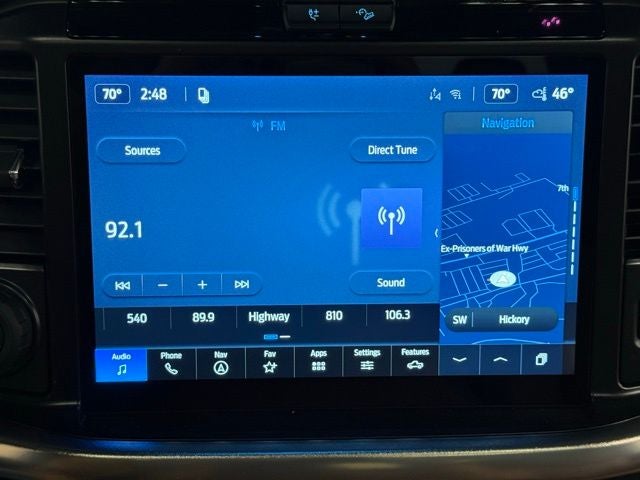 70° 2:48 70° 46°
FM
Navigation
Sources
Direct Tune
7th
92.1
Ex-Prisoners of War Hwy
Sound
540 89.9 Highway 810 106.3
SW Hickory
Audio Phone Nav Fav Apps Settings Features